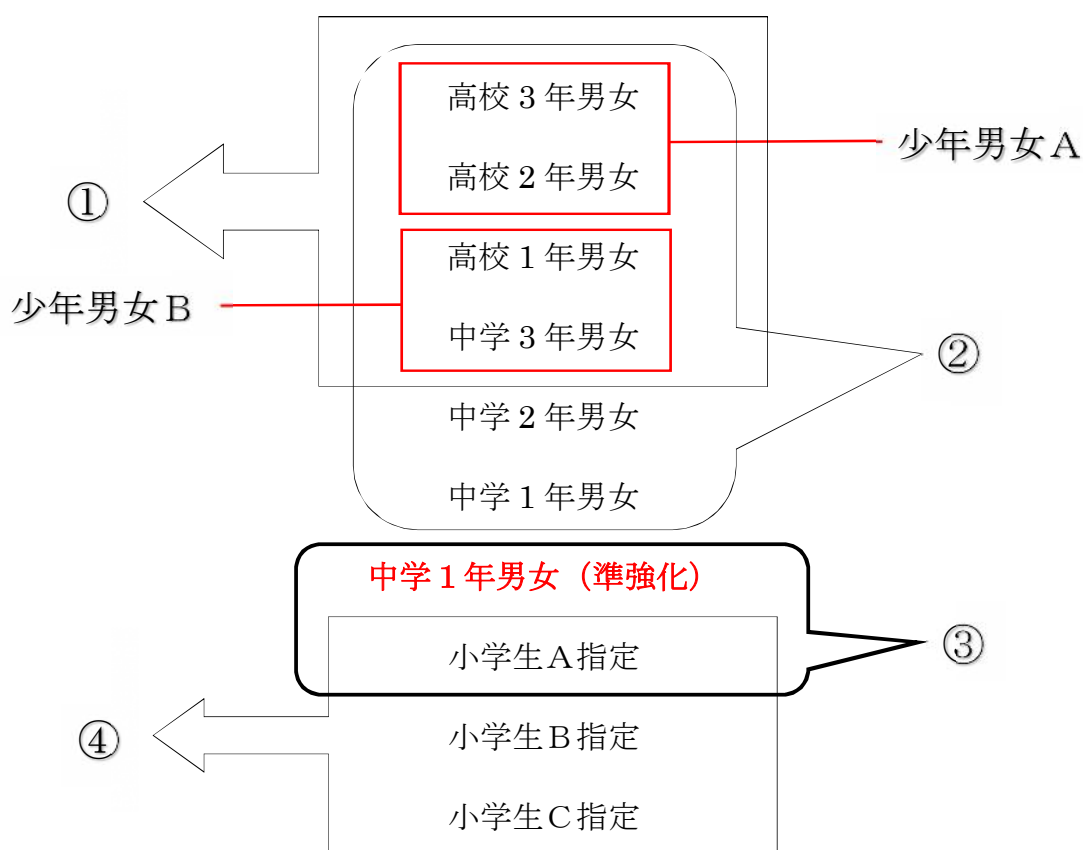 高校３年男女
少年男女Ａ
高校２年男女
①
高校１年男女
少年男女Ｂ
中学３年男女
②
中学２年男女
中学１年男女
中学１年男女（準強化）
③
小学生Ａ指定
④
小学生Ｂ指定
小学生Ｃ指定